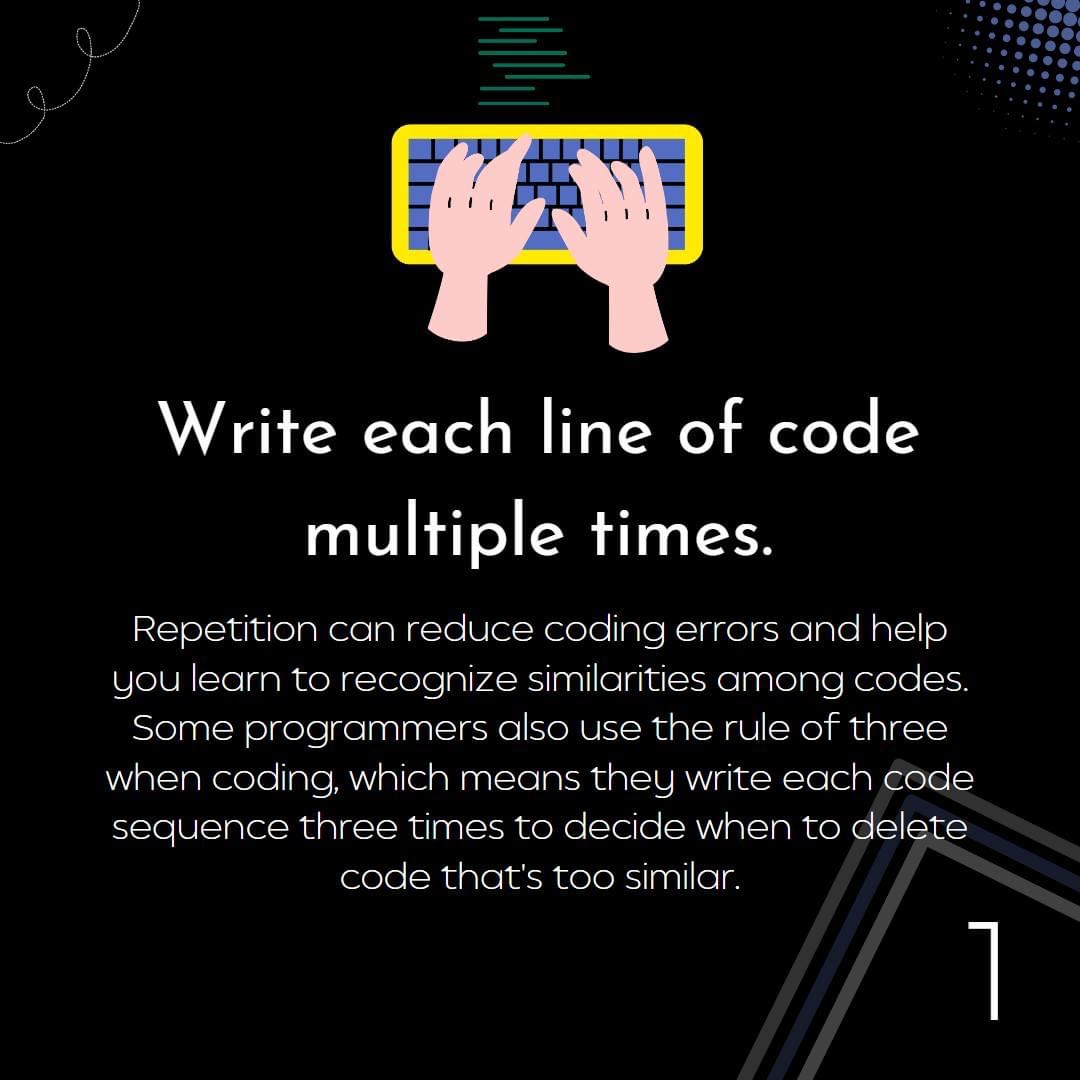 Write each line of code
multiple times.
Repetition can reduce coding errors and help
you learn to recognize similarities among codes.
Some programmers also use the rule of three
when coding, which means they write each code
sequence three times to decide when to delete
code that's too similar.
1